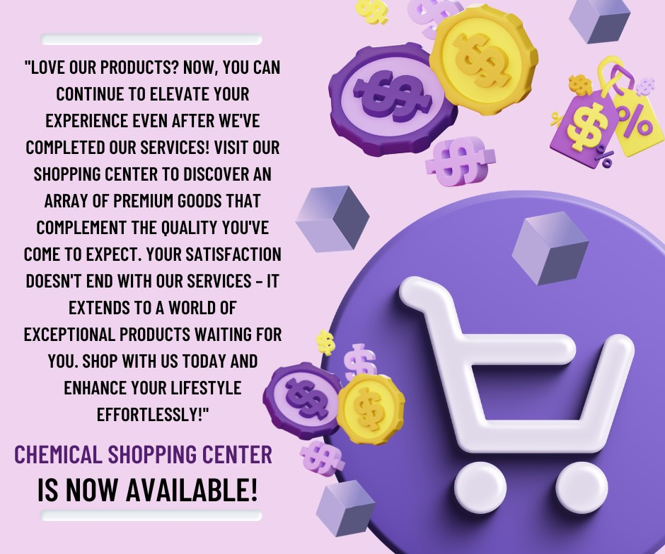 "LOVE OUR PRODUCTS? NOW, YOU CAN
CONTINUE TO ELEVATE YOUR
EXPERIENCE EVEN AFTER WE'VE
COMPLETED OUR SERVICES! VISIT OUR
SHOPPING CENTER TO DISCOVER AN
ARRAY OF PREMIUM GOODS THAT
COMPLEMENT THE QUALITY YOU'VE
COME TO EXPECT. YOUR SATISFACTION
DOESN'T END WITH OUR SERVICES – IT
EXTENDS TO A WORLD OF
EXCEPTIONAL PRODUCTS WAITING FOR
YOU. SHOP WITH US TODAY AND
ENHANCE YOUR LIFESTYLE
EFFORTLESSLY!"
CHEMICAL SHOPPING CENTER
IS NOW AVAILABLE!